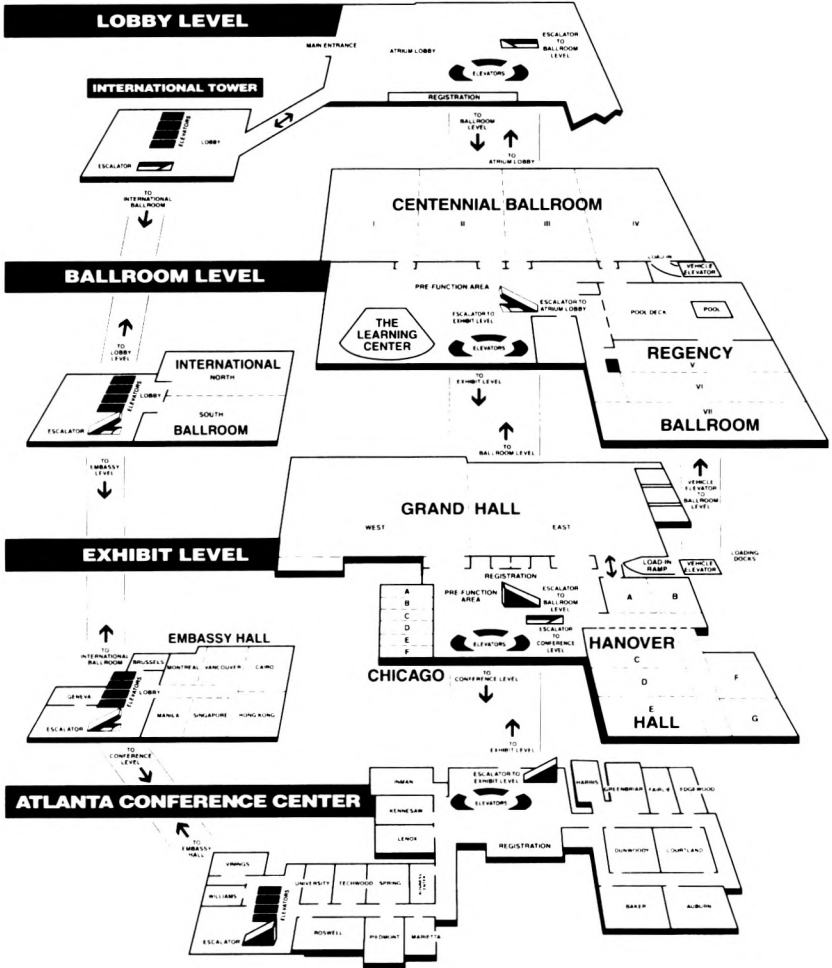 LOBBY LEVEL
MAIN ENTRANCE
ATRIUM LOBBY
ESCALATOR
TO
BALLROOM
LEVEL
ELEVATORS
REGISTRATION
INTERNATIONAL TOWER
ELEVATORS
LOBBY
ESCALATOR
TO
BALLROOM
LEVEL
TO
ATRIUM LOBBY
TO
INTERNATIONAL
BALLROOM
CENTENNIAL BALLROOM
I
II
III
IV
BALLROOM LEVEL
LOAD-IN
VEHICLE
ELEVATOR
PRE-FUNCTION AREA
ESCALATOR TO
ATRIUM LOBBY
ESCALATOR TO
EXHIBIT LEVEL
THE
LEARNING
CENTER
ELEVATORS
POOL DECK
POOL
REGENCY
V
VI
VII
BALLROOM
TO
LOBBY
LEVEL
INTERNATIONAL
NORTH
ELEVATORS
LOBBY
SOUTH
ESCALATOR
BALLROOM
TO
EXHIBIT LEVEL
TO
BALLROOM LEVEL
TO
EMBASSY
LEVEL
VEHICLE
ELEVATOR
TO
BALLROOM
LEVEL
GRAND HALL
WEST
EAST
EXHIBIT LEVEL
LOADING
DOCKS
LOAD-IN
RAMP
VEHICLE
ELEVATOR
REGISTRATION
PRE-FUNCTION
AREA
ESCALATOR
TO
BALLROOM
LEVEL
A
B
C
D
E
F
CHICAGO
ELEVATORS
ESCALATOR
TO
CONFERENCE
LEVEL
A
B
HANOVER
C
D
E
F
G
HALL
TO
INTERNATIONAL
BALLROOM
EMBASSY HALL
BRUSSELS
MONTREAL
VANCOUVER
CAIRO
GENEVA
ELEVATORS
LOBBY
ESCALATOR
MANILA
SINGAPORE
HONG KONG
TO
CONFERENCE LEVEL
TO
EXHIBIT LEVEL
TO
CONFERENCE
LEVEL
ATLANTA CONFERENCE CENTER
TO
EMBASSY
HALL
INMAN
KENNESAW
LENOX
ESCALATOR TO
EXHIBIT LEVEL
ELEVATORS
REGISTRATION
HARRIS
GREENBRIAR
FAIRLIE
EDGEWOOD
DUNWOODY
COURTLAND
BAKER
AUBURN
VININGS
WILLIAMS
ELEVATORS
ESCALATOR
UNIVERSITY
TECHWOOD
SPRING
BUSINESS
CENTER
ROSWELL
PIEDMONT
MARIETTA